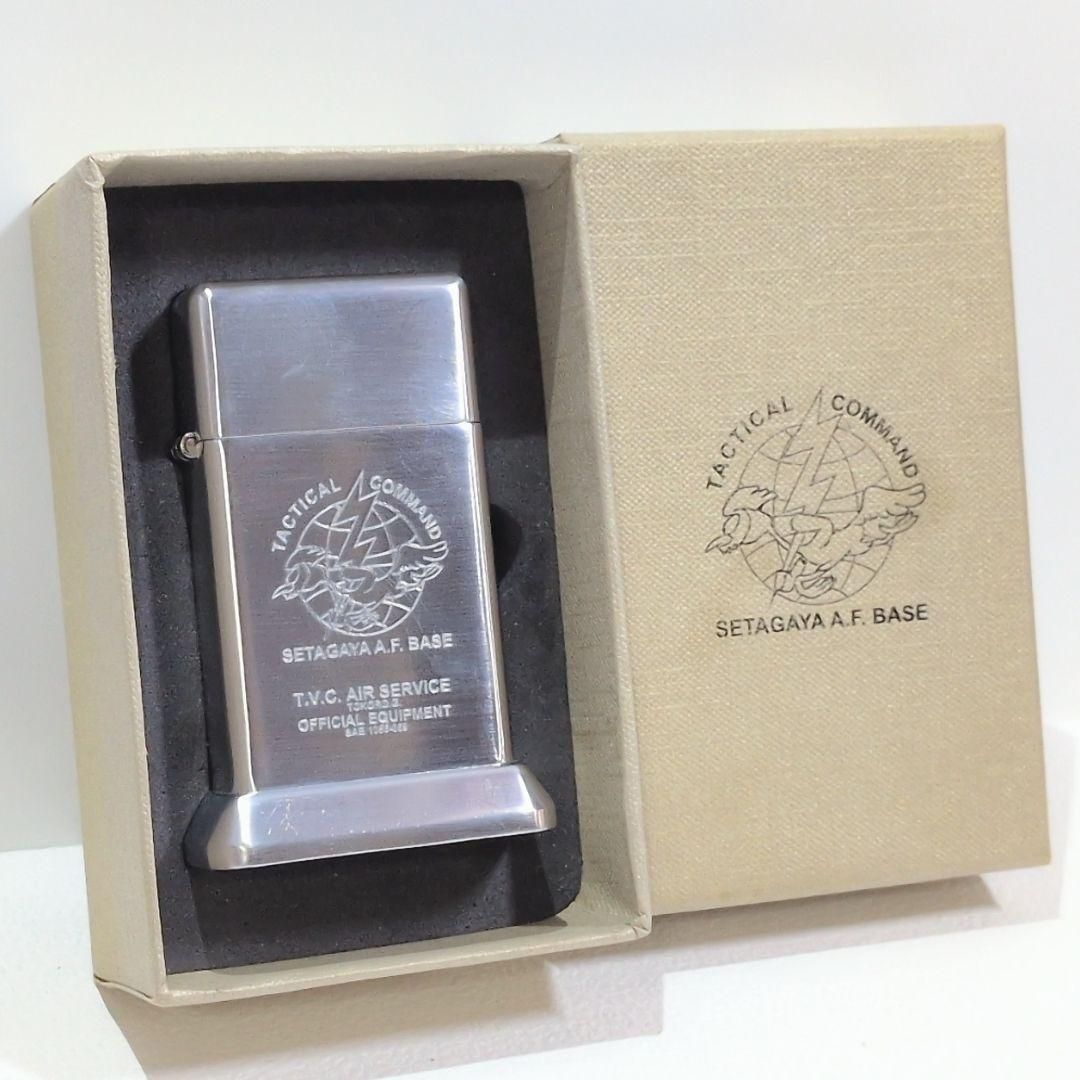 TACTICAL COMMAND
SETAGAYA A.F. BASE
T.V.C. AIR SERVICE
OFFICIAL EQUIPMENT
TACTICAL COMMAND
SETAGAYA A.F. BASE